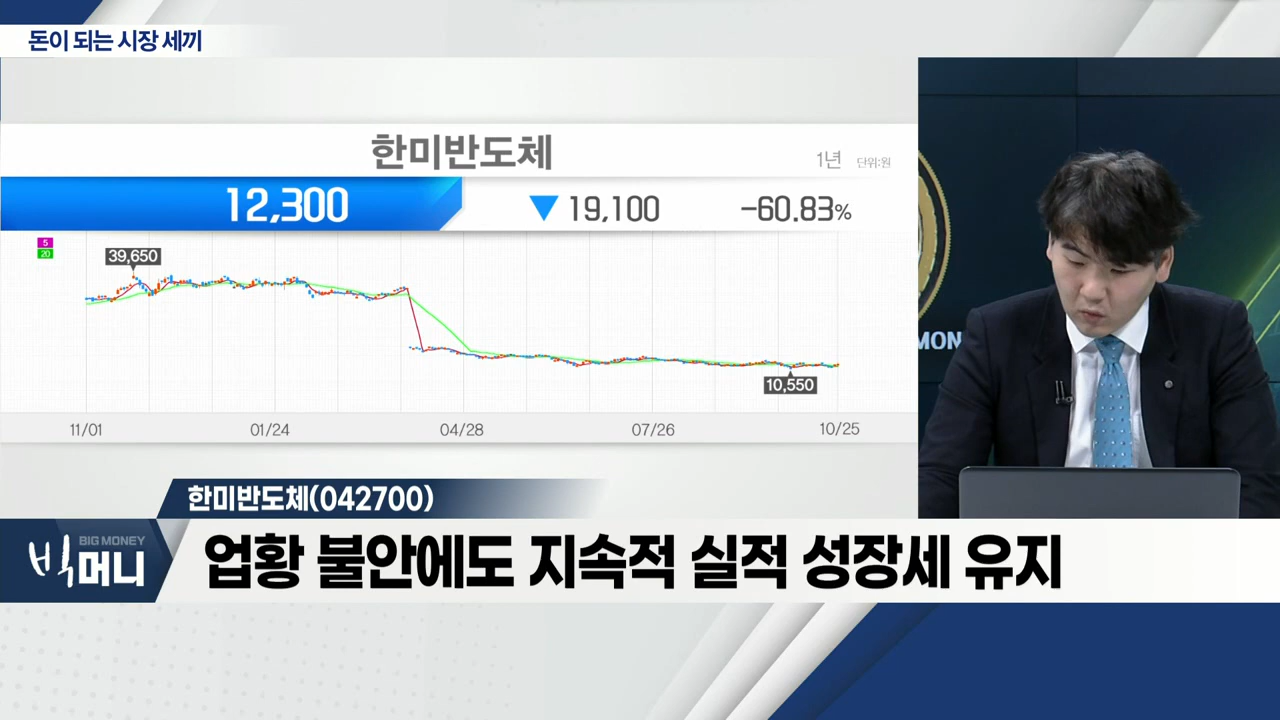 돈이 되는 시장 세끼
한미반도체
1년 단위:원
12,300 ▼ 19,100 -60.83%
5
20
39,650
10,550
11/01 01/24 04/28 07/26 10/25
MON
한미반도체(042700)
BIG MONEY
빅머니
업황 불안에도 지속적 실적 성장세 유지